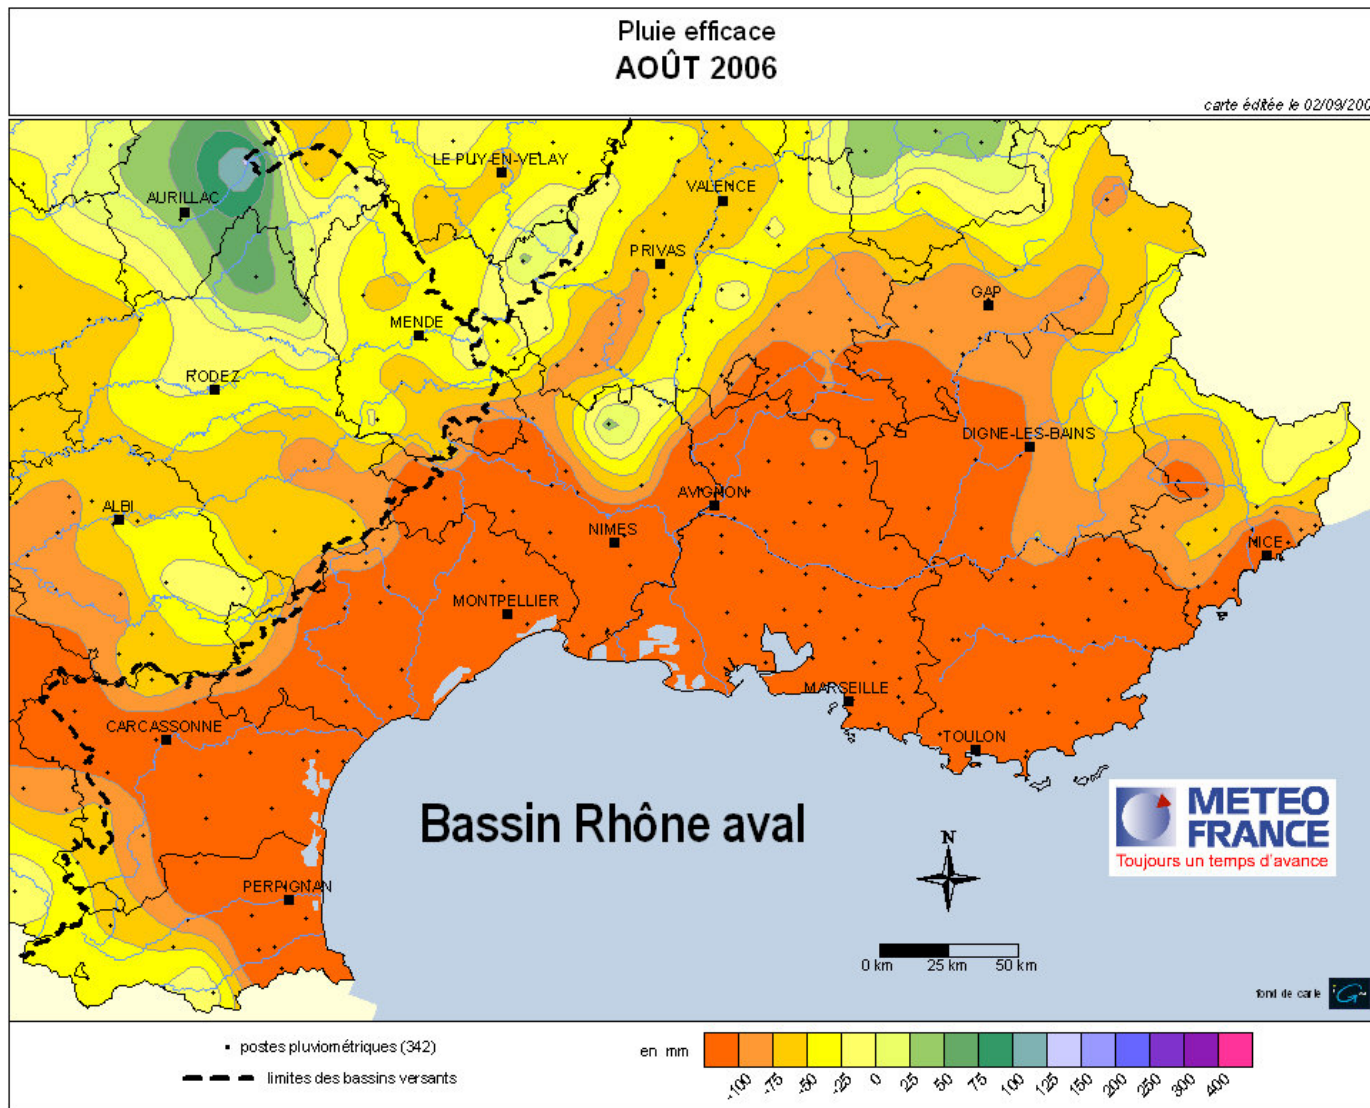 Pluie efficace
AOÛT 2006
carte éditée le 02/09/200
LE PUY-EN-VELAY
AURILLAC
VALENCE
PRIVAS
GAP
MENDE
RODEZ
DIGNE-LES-BAINS
ALBI
AVIGNON
NIMES
NICE
MONTPELLIER
MARSEILLE
CARCASSONNE
TOULON
Bassin Rhône aval
METEO
FRANCE
Toujours un temps d'avance
N
PERPIGNAN
0 km 25 km 50 km
fond de carte
postes pluviométriques (342)
limites des bassins versants
en mm
-100 -75 -50 -25 0 25 50 75 100 125 150 200 250 300 400